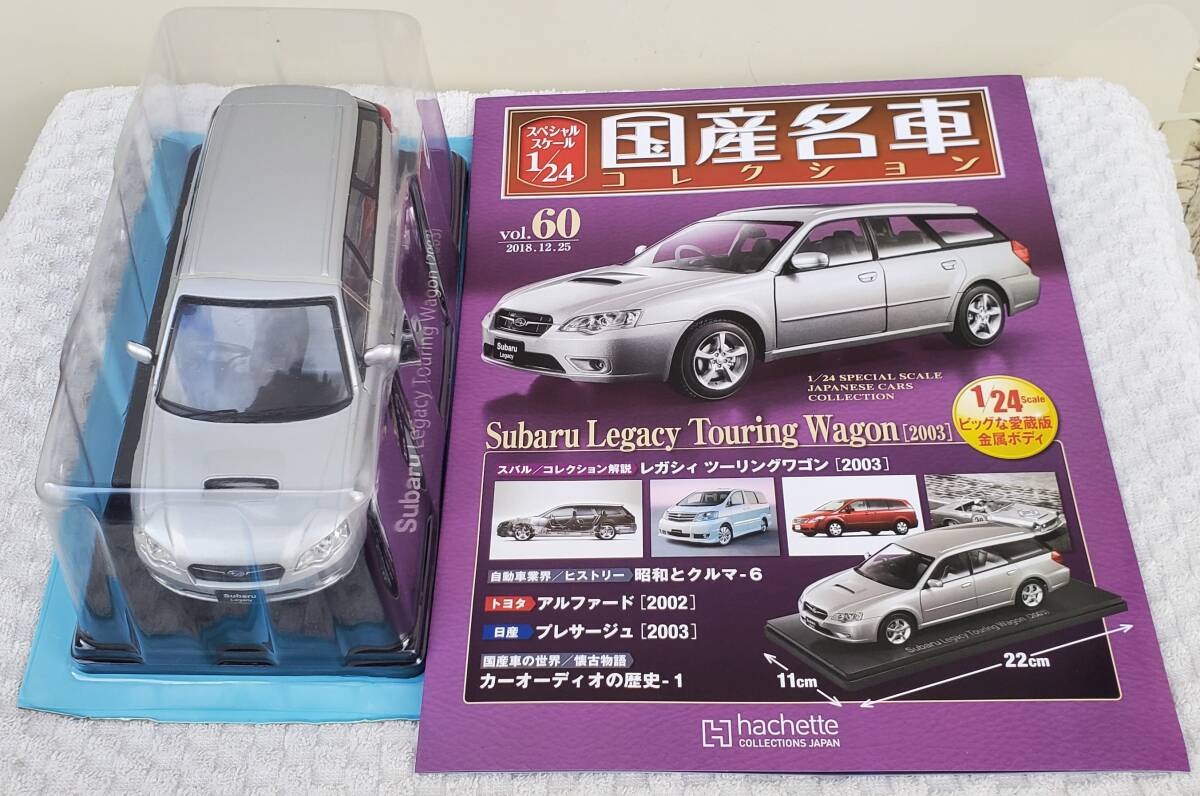 Subaru Legacy Touring Wagon (2003)
Subaru
Legacy
スペシャル
スケール
1/24
国産名車
コレクション
vol.60
2018.12.25
Subaru
Legacy
1/24 SPECIAL SCALE
JAPANESE CARS
COLLECTION
1/24 Scale
ビッグな愛蔵版
金属ボディ
Subaru Legacy Touring Wagon [2003]
スバル/コレクション解説 レガシィ ツーリングワゴン [2003]
自動車業界/ヒストリー 昭和とクルマ-6
トヨタ アルファード [2002]
日産 プレサージュ [2003]
国産車の世界/懐古物語
カーオーディオの歴史-1
Subaru Legacy Touring Wagon (2003)
11cm
22cm
hachette
COLLECTIONS JAPAN